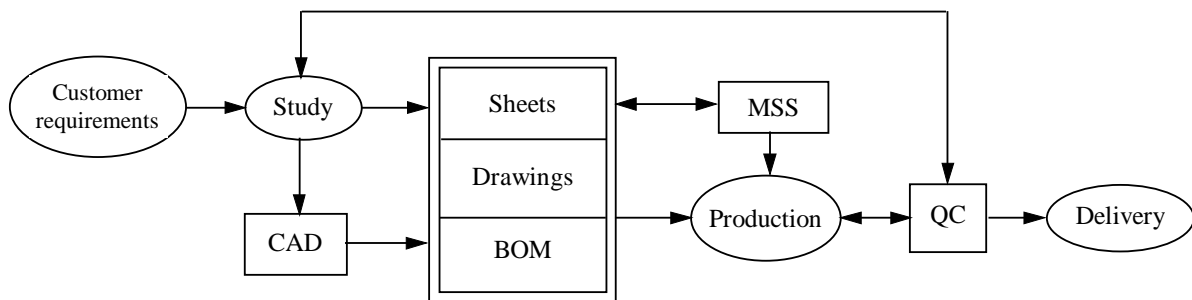 Customer
requirements
Study
CAD
Sheets
Drawings
BOM
MSS
Production
QC
Delivery